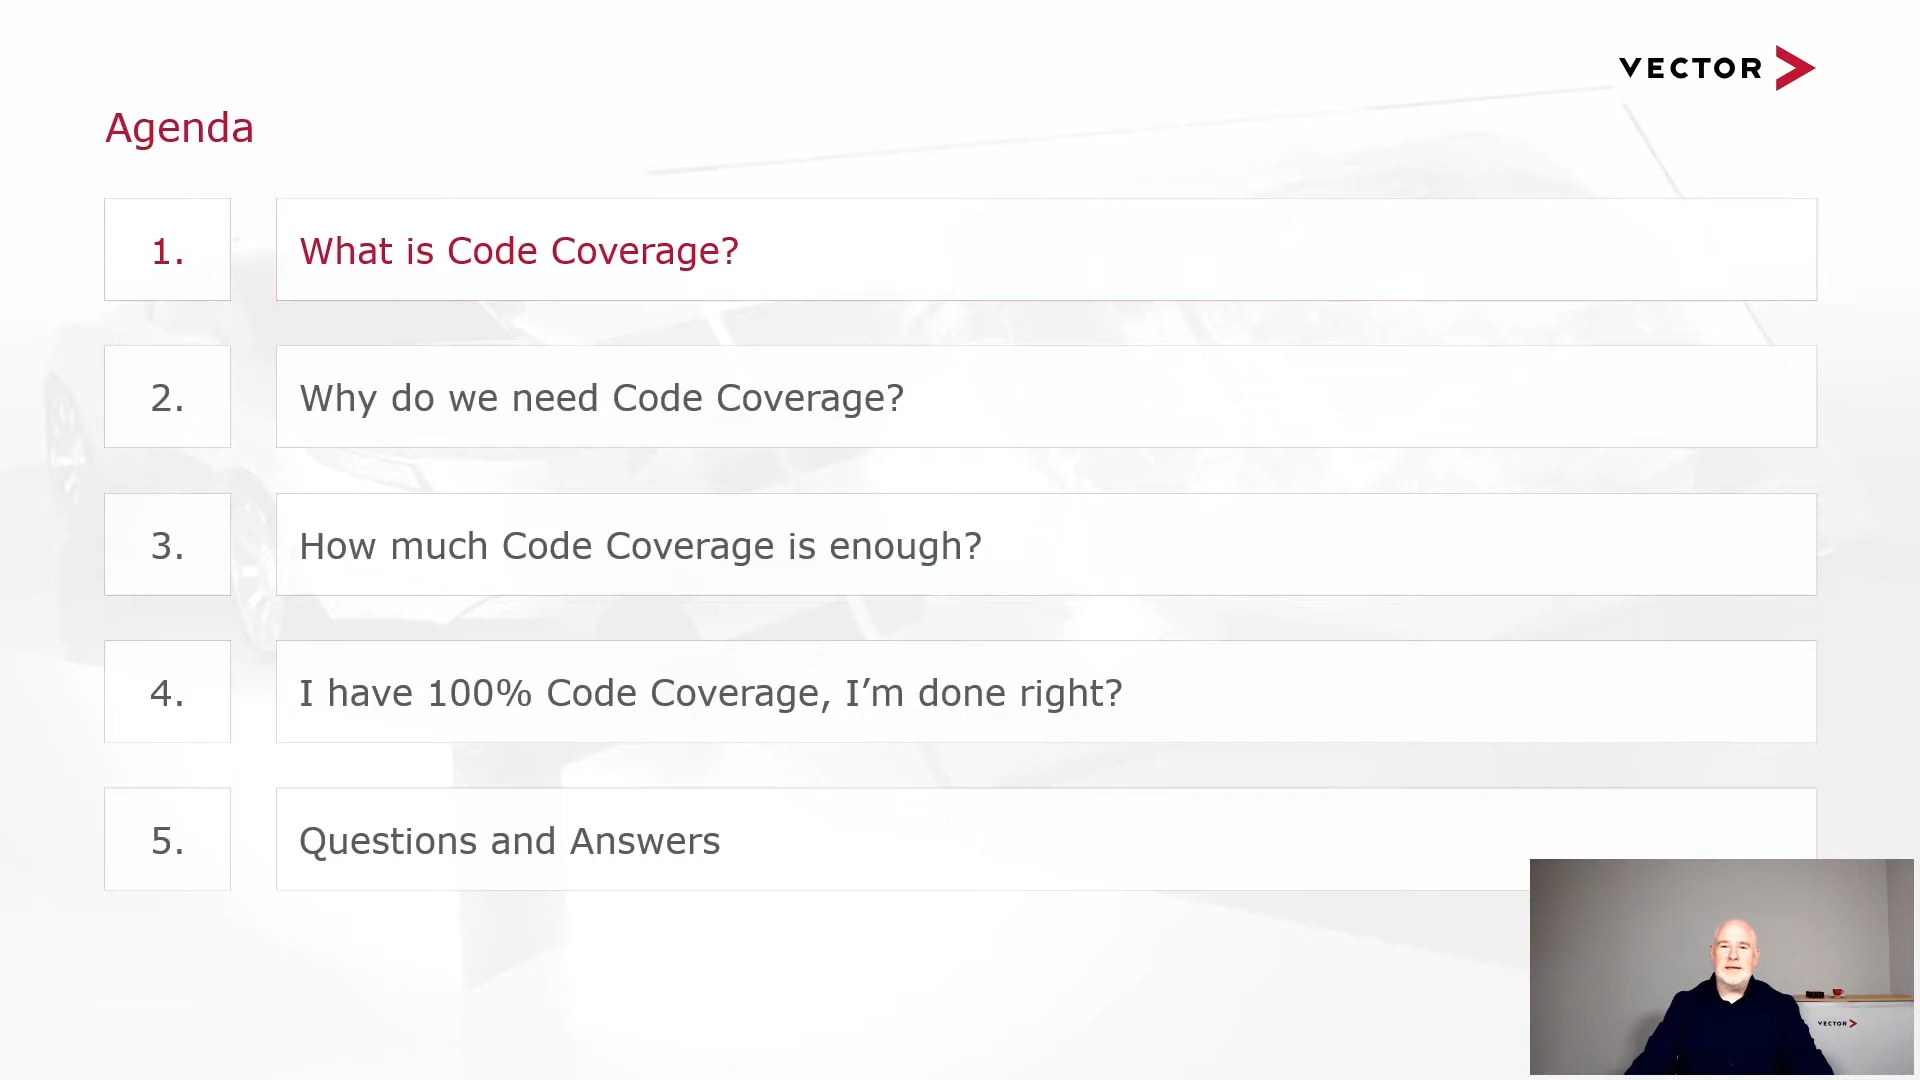 VECTOR
Agenda
1. What is Code Coverage?
2. Why do we need Code Coverage?
3. How much Code Coverage is enough?
4. I have 100% Code Coverage, I’m done right?
5. Questions and Answers
VECTOR